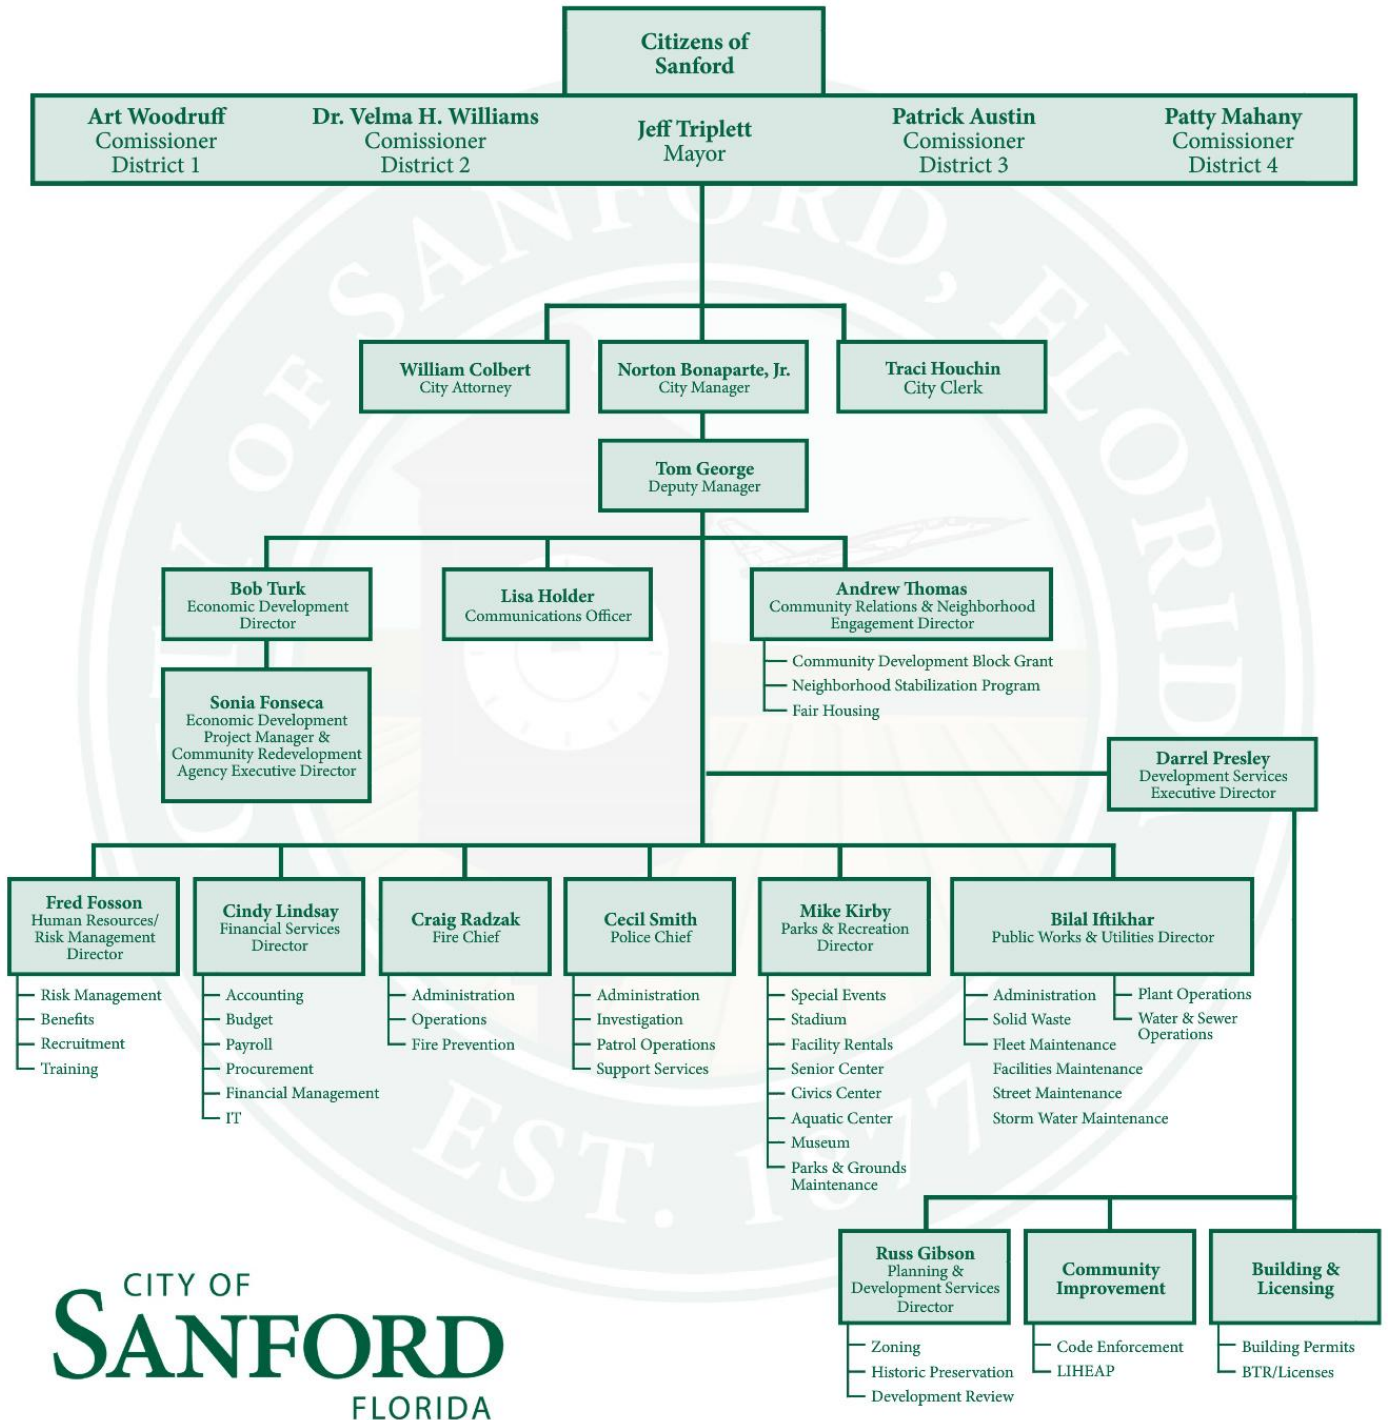 Citizens of
Sanford
Art Woodruff
Comissioner
District 1
Dr. Velma H. Williams
Comissioner
District 2
Jeff Triplett
Mayor
Patrick Austin
Comissioner
District 3
Patty Mahany
Comissioner
District 4
William Colbert
City Attorney
Norton Bonaparte, Jr.
City Manager
Traci Houchin
City Clerk
Tom George
Deputy Manager
Bob Turk
Economic Development
Director
Lisa Holder
Communications Officer
Andrew Thomas
Community Relations & Neighborhood
Engagement Director
Community Development Block Grant
Neighborhood Stabilization Program
Fair Housing
Sonia Fonseca
Economic Development
Project Manager &
Community Redevelopment
Agency Executive Director
Darrel Presley
Development Services
Executive Director
Fred Fosson
Human Resources/
Risk Management
Director
Risk Management
Benefits
Recruitment
Training
Cindy Lindsay
Financial Services
Director
Accounting
Budget
Payroll
Procurement
Financial Management
IT
Craig Radzak
Fire Chief
Administration
Operations
Fire Prevention
Cecil Smith
Police Chief
Administration
Investigation
Patrol Operations
Support Services
Mike Kirby
Parks & Recreation
Director
Special Events
Stadium
Facility Rentals
Senior Center
Civics Center
Aquatic Center
Museum
Parks & Grounds
Maintenance
Bilal Iftikhar
Public Works & Utilities Director
Administration
Solid Waste
Fleet Maintenance
Facilities Maintenance
Street Maintenance
Storm Water Maintenance
Plant Operations
Water & Sewer
Operations
Russ Gibson
Planning &
Development Services
Director
Zoning
Historic Preservation
Development Review
Community
Improvement
Code Enforcement
LIHEAP
Building &
Licensing
Building Permits
BTR/Licenses
CITY OF SANFORD, FLORIDA
EST. 1877
CITY OF
SANFORD
FLORIDA